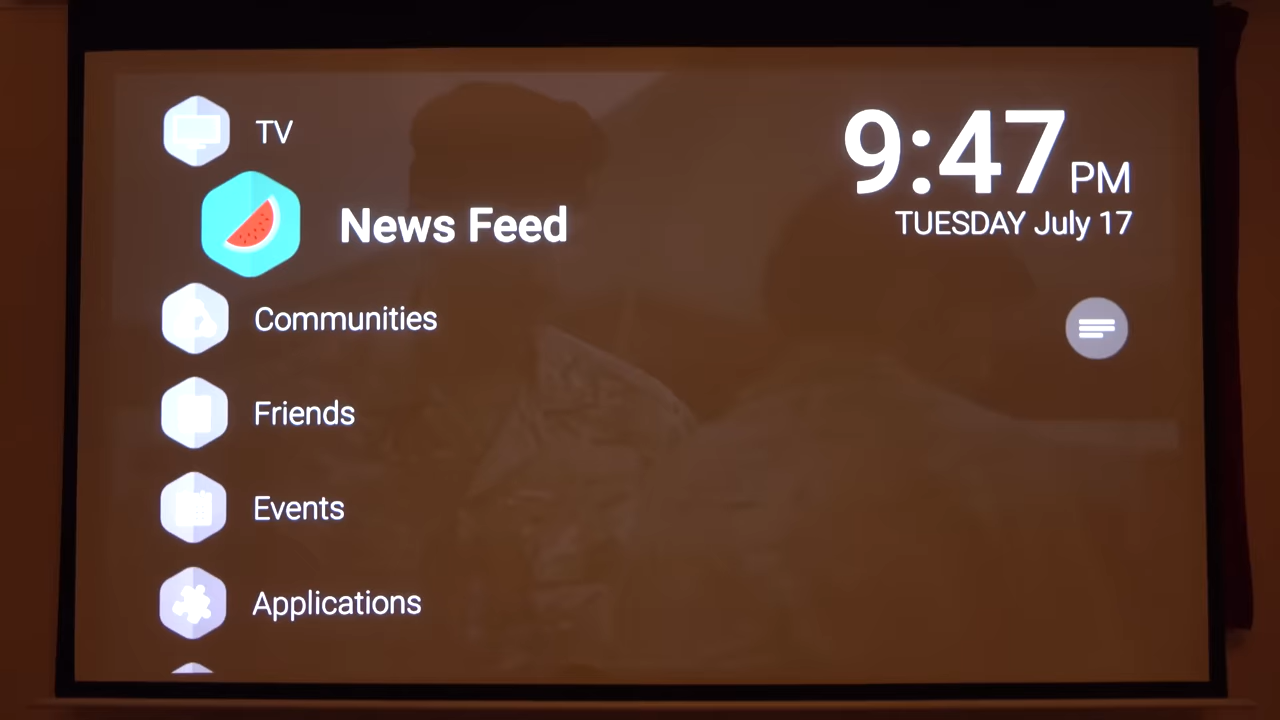 TV
News Feed
Communities
Friends
Events
Applications
9:47 PM
TUESDAY July 17